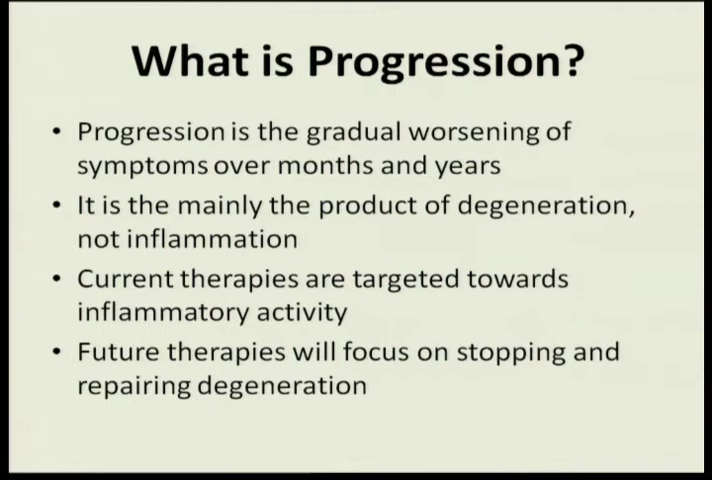 What is Progression?
• Progression is the gradual worsening of
symptoms over months and years
• It is the mainly the product of degeneration,
not inflammation
• Current therapies are targeted towards
inflammatory activity
• Future therapies will focus on stopping and
repairing degeneration